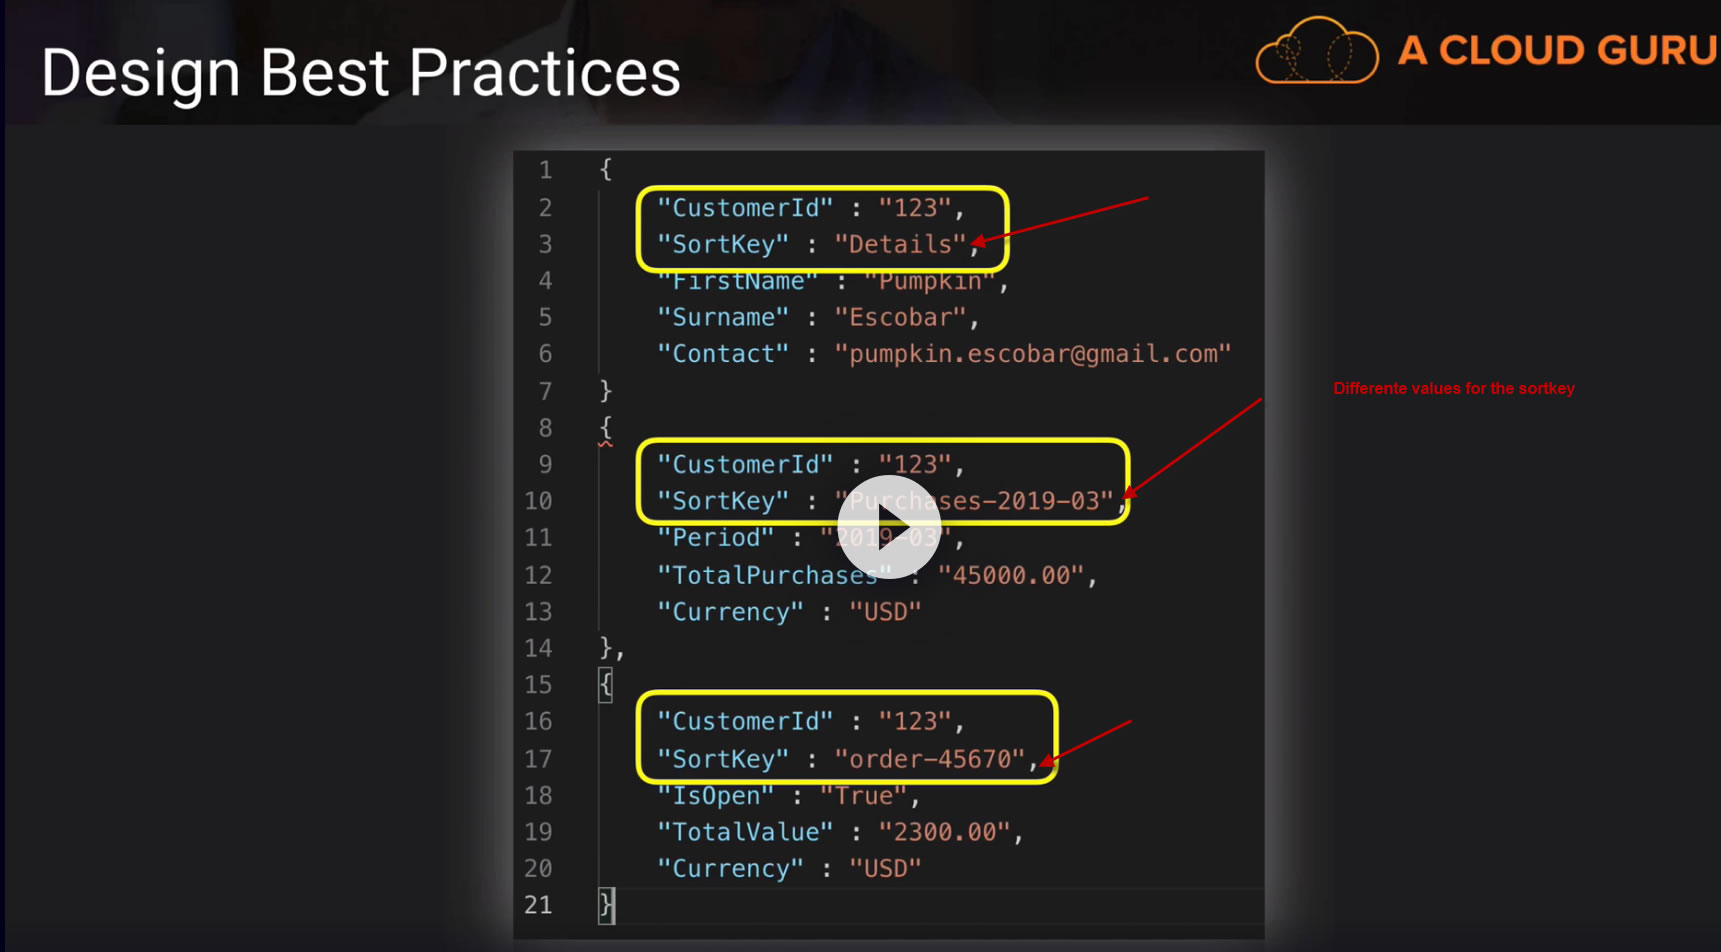 Design Best Practices
A CLOUD GURU
1 {
2 "CustomerId" : "123",
3 "SortKey" : "Details",
4 "FirstName" : "Pumpkin",
5 "Surname" : "Escobar",
6 "Contact" : "pumpkin.escobar@gmail.com"
7 }
Differente values for the sortkey
8 {
9 "CustomerId" : "123",
10 "SortKey" : "Purchases-2019-03",
11 "Period" : "2019-03",
12 "TotalPurchases" : "45000.00",
13 "Currency" : "USD"
14 },
15 {
16 "CustomerId" : "123",
17 "SortKey" : "order-45670",
18 "IsOpen" : "True",
19 "TotalValue" : "2300.00",
20 "Currency" : "USD"
21 }